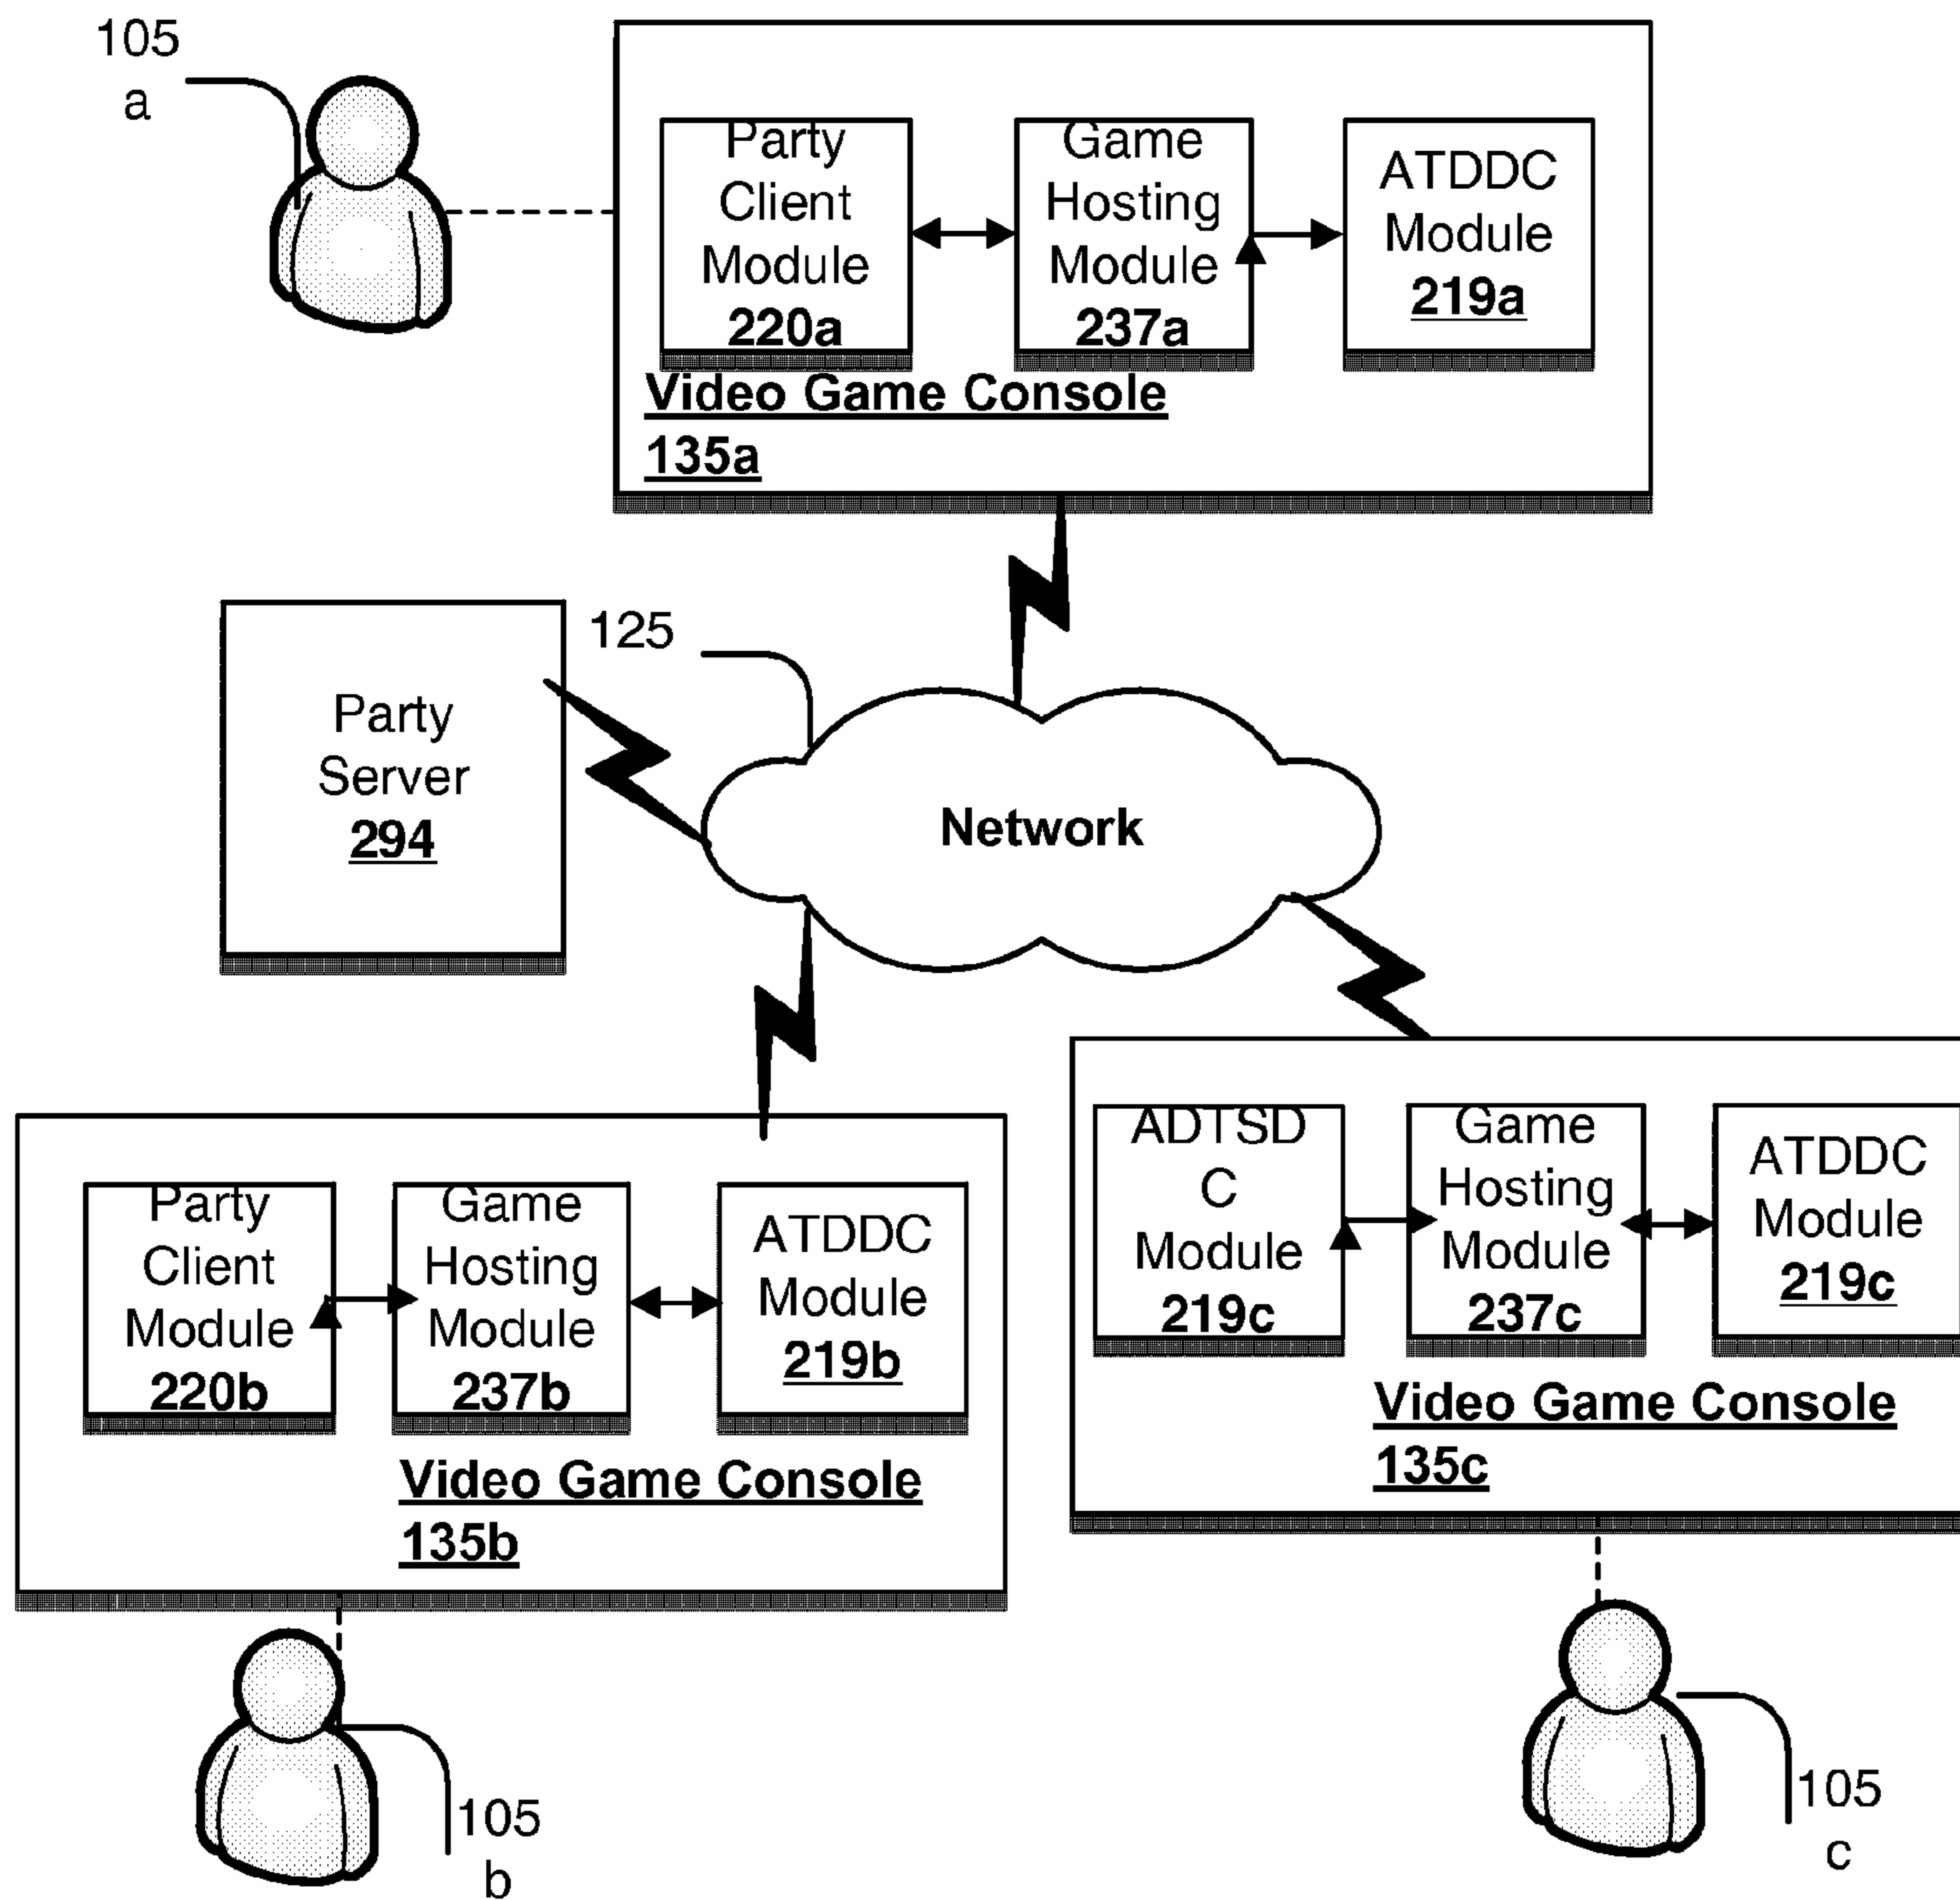 105
a
Party
Client
Module
220a
Game
Hosting
Module
237a
ATDDC
Module
219a
Video Game Console
135a
125
Party
Server
294
Network
Party
Client
Module
220b
Game
Hosting
Module
237b
ATDDC
Module
219b
Video Game Console
135b
ADTSD
C
Module
219c
Game
Hosting
Module
237c
ATDDC
Module
219c
Video Game Console
135c
105
b
105
c